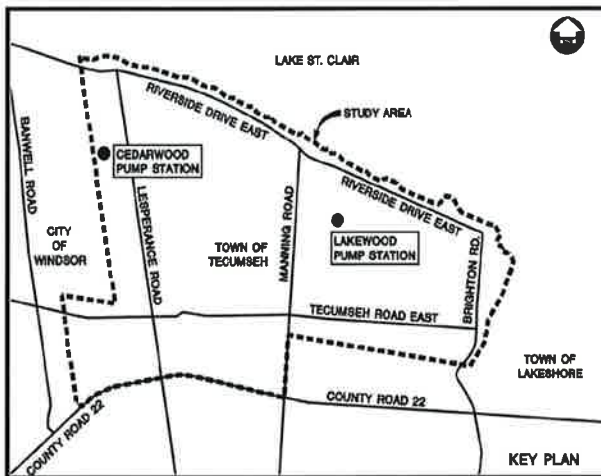 LAKE ST. CLAIR
RIVERSIDE DRIVE EAST
STUDY AREA
BANWELL ROAD
CEDARWOOD
PUMP STATION
LESPERANCE ROAD
RIVERSIDE DRIVE EAST
CITY
OF
WINDSOR
TOWN OF
TECUMSEH
MANNING ROAD
LAKEWOOD
PUMP STATION
BRIGHTON RD.
TECUMSEH ROAD EAST
TOWN OF
LAKESHORE
COUNTY ROAD 22
COUNTY ROAD 22
KEY PLAN